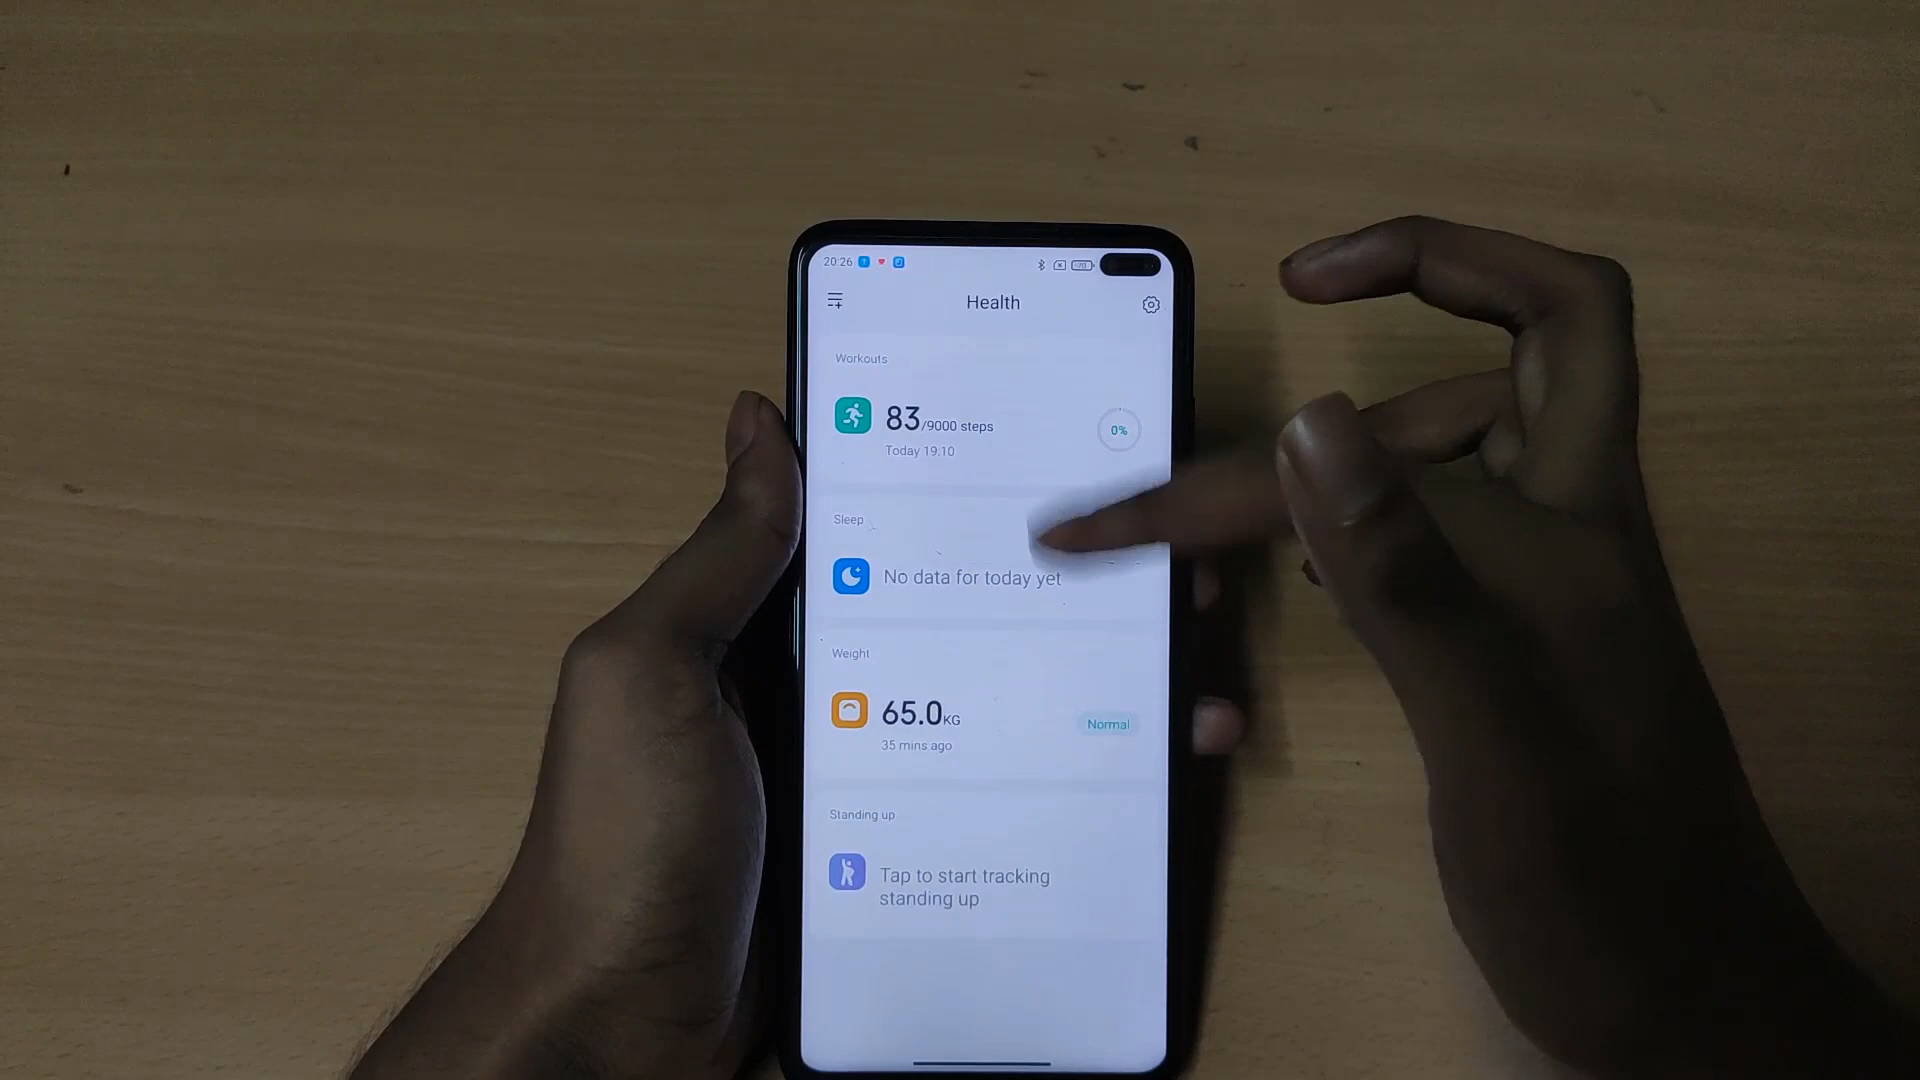 20:26
70
Health
Workouts
83/9000 steps
0%
Today 19:10
Sleep
No data for today yet
Weight
65.0KG
Normal
35 mins ago
Standing up
Tap to start tracking
standing up